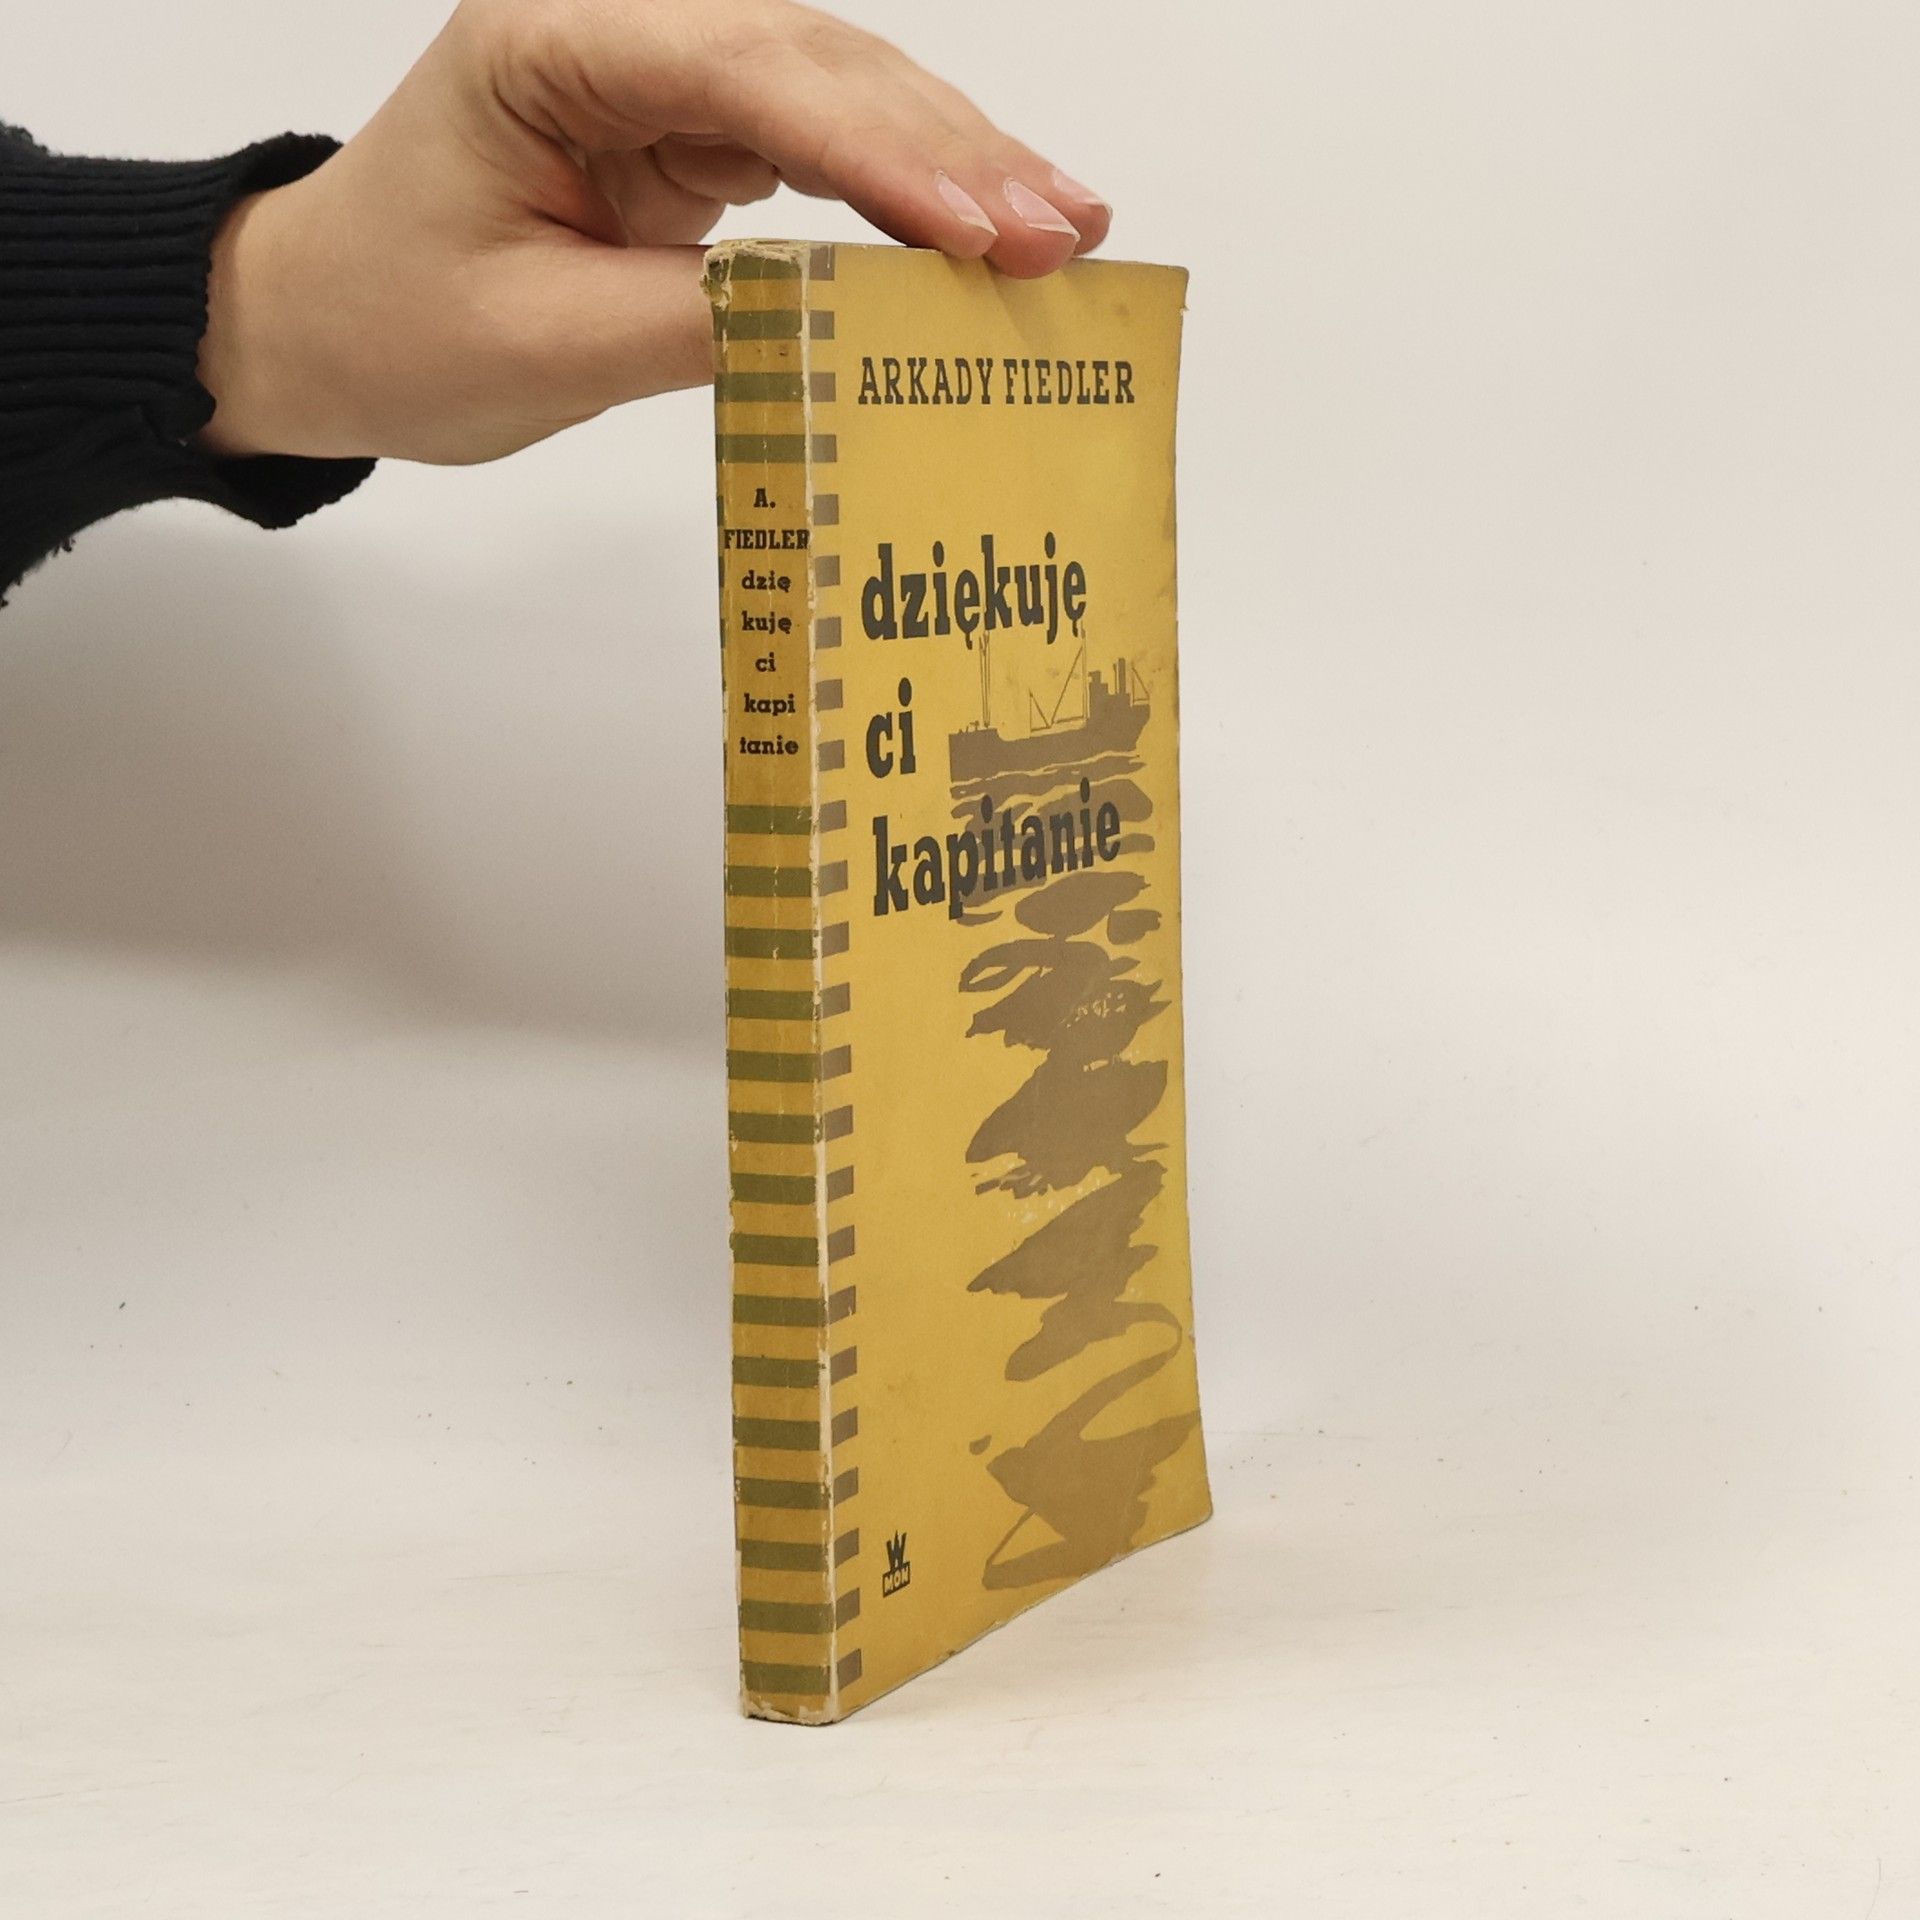 A.
FIEDLER
dzię
kuję
ci
kapi
tanie
ARKADY FIEDLER
dziękuję
ci
kapitanie
W
MON